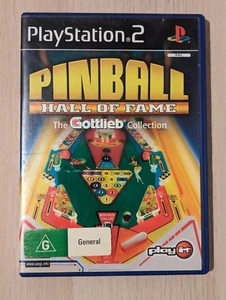 PlayStation 2
PINBALL
HALL OF FAME
The Gottlieb Collection
G
General
play it